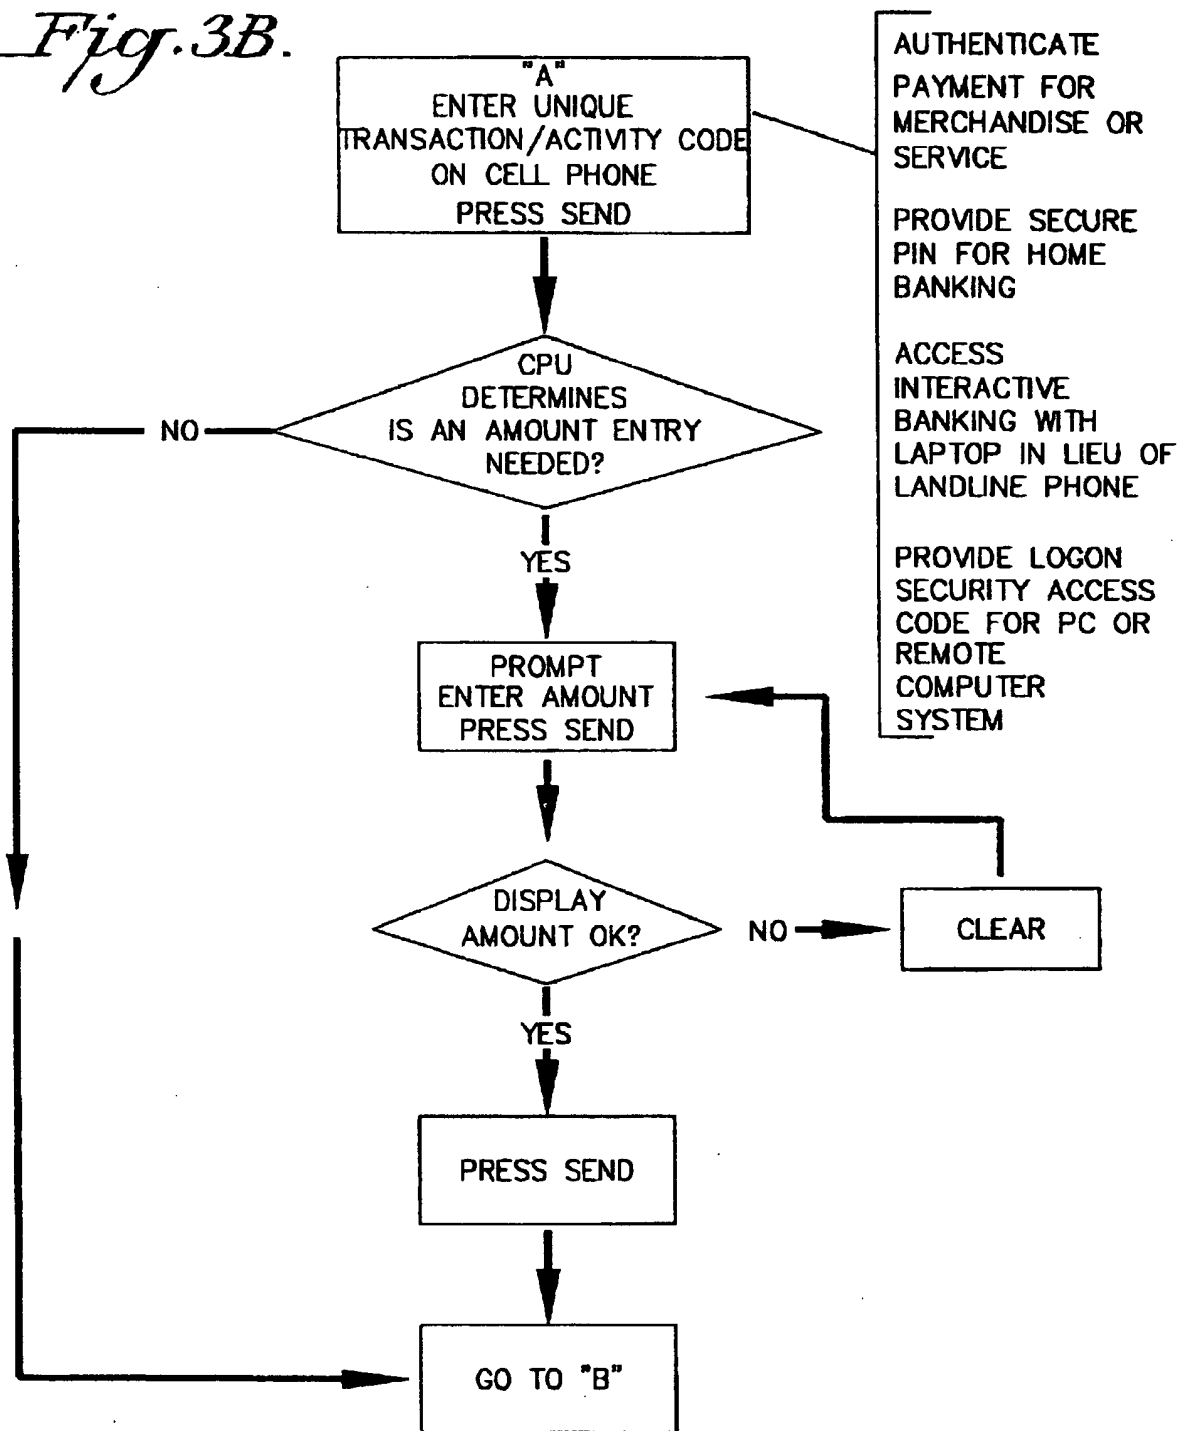 Fig. 3B.
"A"
ENTER UNIQUE
TRANSACTION/ACTIVITY CODE
ON CELL PHONE
PRESS SEND
AUTHENTICATE
PAYMENT FOR
MERCHANDISE OR
SERVICE
PROVIDE SECURE
PIN FOR HOME
BANKING
ACCESS
INTERACTIVE
BANKING WITH
LAPTOP IN LIEU OF
LANDLINE PHONE
PROVIDE LOGON
SECURITY ACCESS
CODE FOR PC OR
REMOTE
COMPUTER
SYSTEM
CPU
DETERMINES
IS AN AMOUNT ENTRY
NEEDED?
NO
YES
PROMPT
ENTER AMOUNT
PRESS SEND
DISPLAY
AMOUNT OK?
NO
CLEAR
YES
PRESS SEND
GO TO "B"